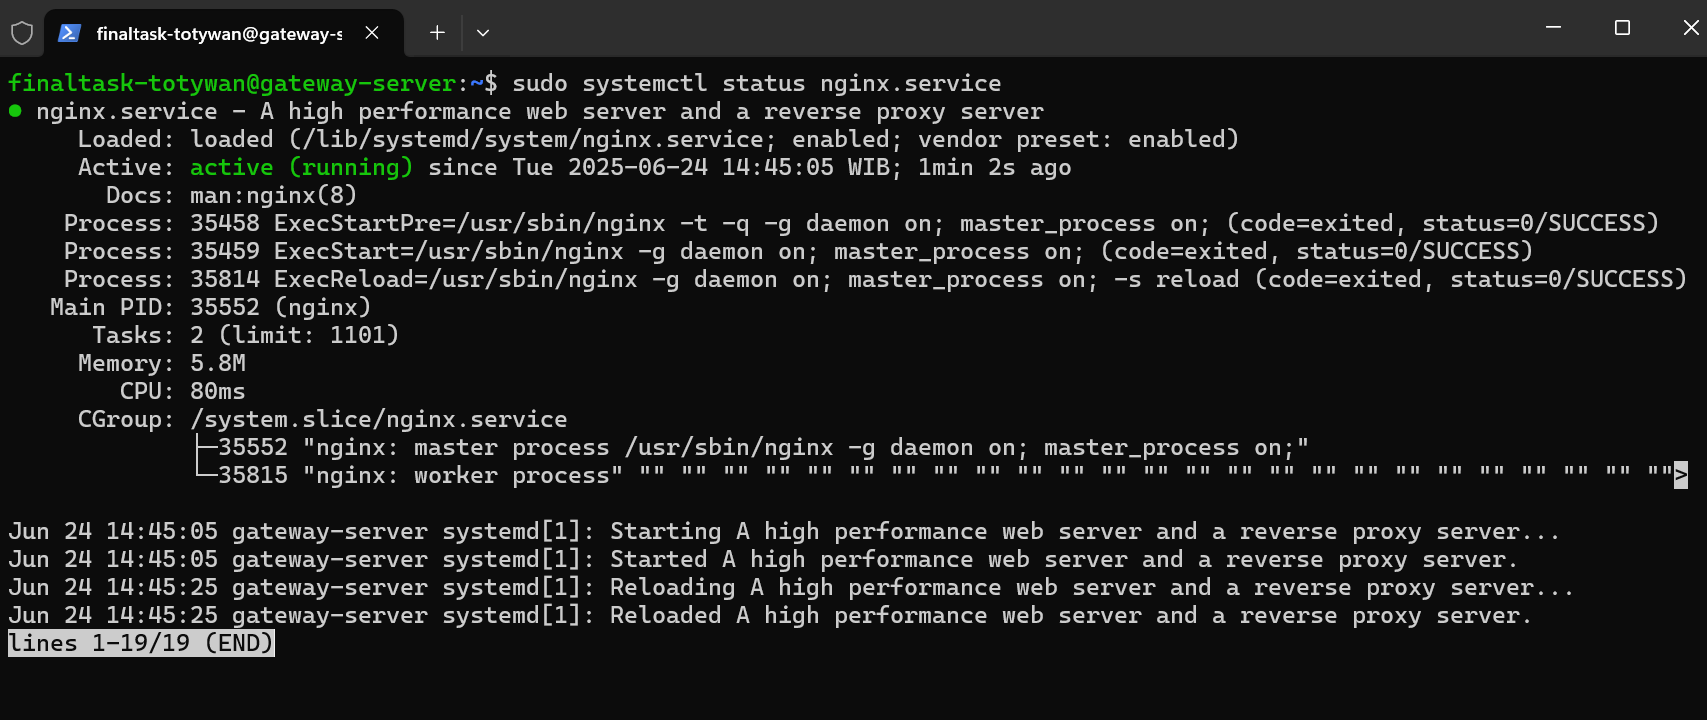 finaltask-totywan@gateway-s
finaltask-totywan@gateway-server:~$ sudo systemctl status nginx.service
● nginx.service - A high performance web server and a reverse proxy server
     Loaded: loaded (/lib/systemd/system/nginx.service; enabled; vendor preset: enabled)
     Active: active (running) since Tue 2025-06-24 14:45:05 WIB; 1min 2s ago
       Docs: man:nginx(8)
    Process: 35458 ExecStartPre=/usr/sbin/nginx -t -q -g daemon on; master_process on; (code=exited, status=0/SUCCESS)
    Process: 35459 ExecStart=/usr/sbin/nginx -g daemon on; master_process on; (code=exited, status=0/SUCCESS)
    Process: 35814 ExecReload=/usr/sbin/nginx -g daemon on; master_process on; -s reload (code=exited, status=0/SUCCESS)
   Main PID: 35552 (nginx)
      Tasks: 2 (limit: 1101)
     Memory: 5.8M
        CPU: 80ms
     CGroup: /system.slice/nginx.service
             ├─35552 "nginx: master process /usr/sbin/nginx -g daemon on; master_process on;"
             └─35815 "nginx: worker process" "" "" "" "" "" "" "" "" "" "" "" "" "" "" "" "" "" "" "" "" "" "" "" "" "">
Jun 24 14:45:05 gateway-server systemd[1]: Starting A high performance web server and a reverse proxy server...
Jun 24 14:45:05 gateway-server systemd[1]: Started A high performance web server and a reverse proxy server.
Jun 24 14:45:25 gateway-server systemd[1]: Reloading A high performance web server and a reverse proxy server...
Jun 24 14:45:25 gateway-server systemd[1]: Reloaded A high performance web server and a reverse proxy server.
lines 1-19/19 (END)